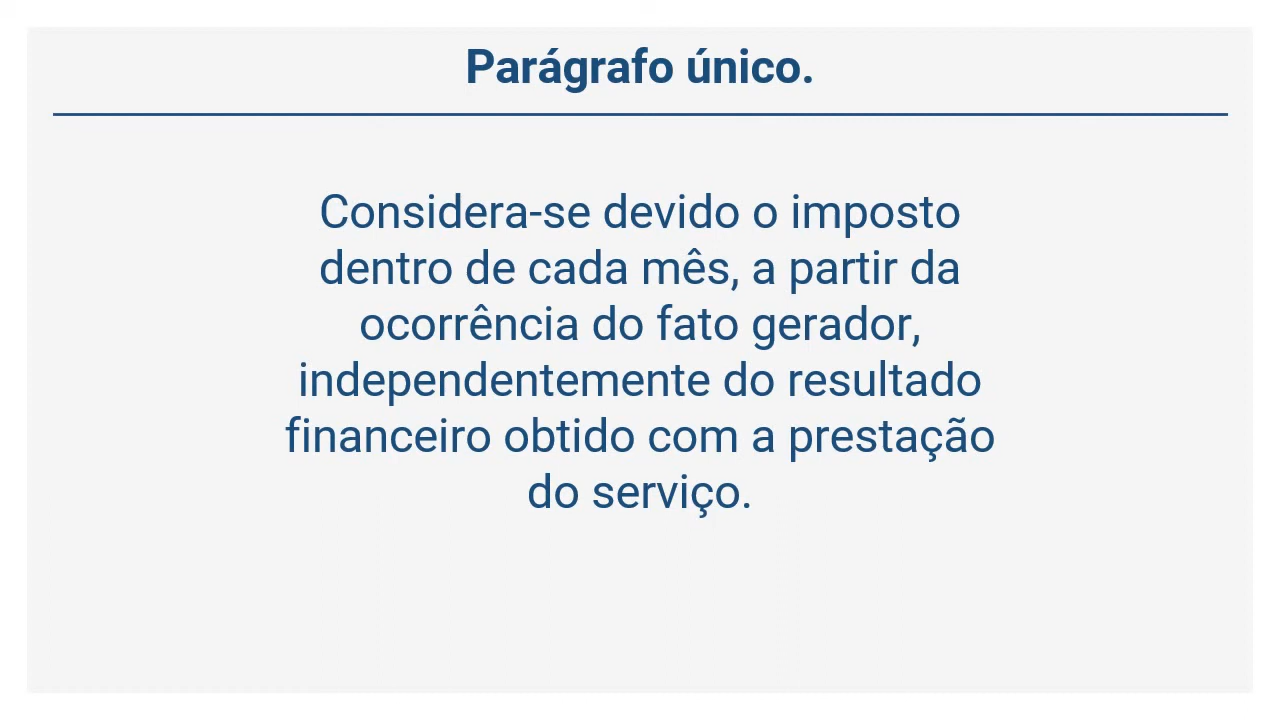 Parágrafo único.
Considera-se devido o imposto
dentro de cada mês, a partir da
ocorrência do fato gerador,
independentemente do resultado
financeiro obtido com a prestação
do serviço.